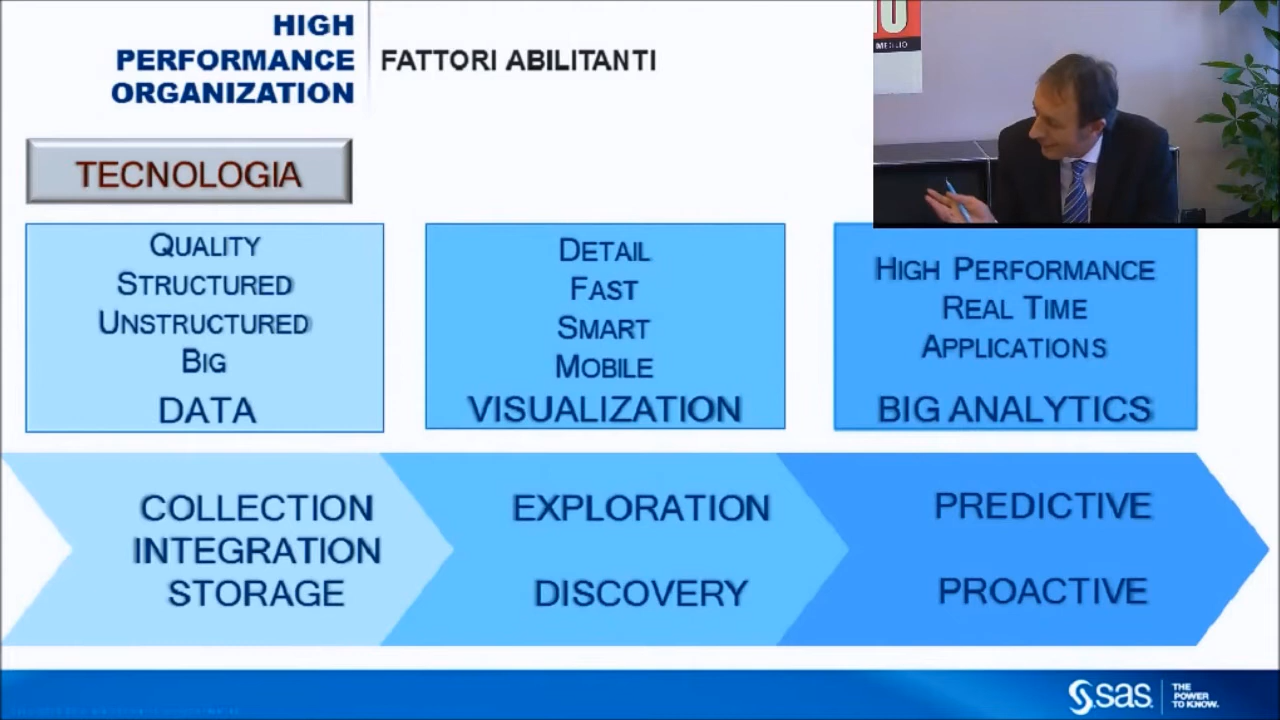 HIGH
PERFORMANCE
ORGANIZATION
FATTORI ABILITANTI
MEGLIO
TECNOLOGIA
QUALITY
STRUCTURED
UNSTRUCTURED
BIG
DATA
DETAIL
FAST
SMART
MOBILE
VISUALIZATION
HIGH PERFORMANCE
REAL TIME
APPLICATIONS
BIG ANALYTICS
COLLECTION
INTEGRATION
STORAGE
EXPLORATION
DISCOVERY
PREDICTIVE
PROACTIVE
sas
THE
POWER
TO KNOW.